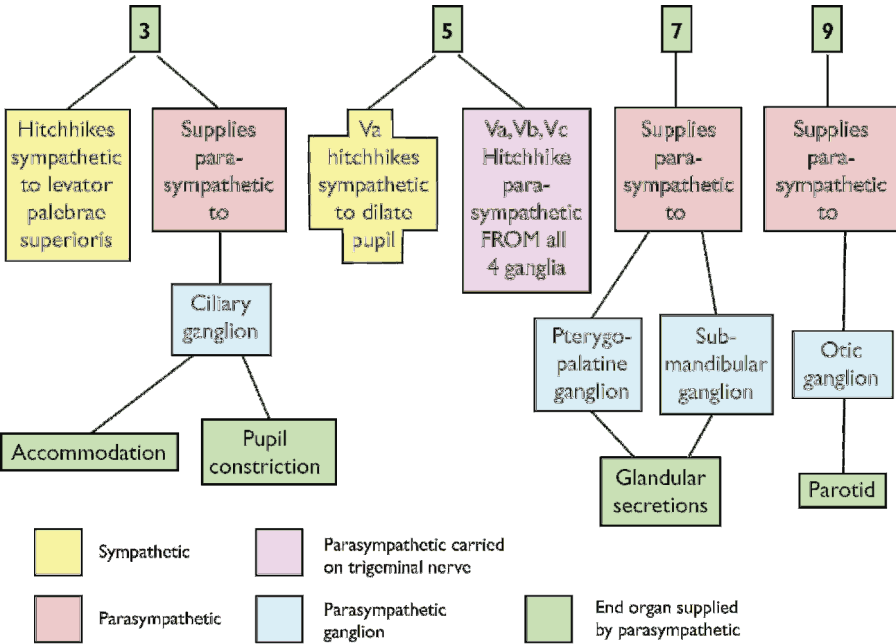 3
5
7
9
Hitchhikes
sympathetic
to levator
palebrae
superioris
Supplies
para-
sympathetic
to
Va
hitchhikes
sympathetic
to dilate
pupil
Va,Vb,Vc
Hitchhike
para-
sympathetic
FROM all
4 ganglia
Supplies
para-
sympathetic
to
Supplies
para-
sympathetic
to
Ciliary
ganglion
Pterygo-
palatine
ganglion
Sub-
mandibular
ganglion
Otic
ganglion
Accommodation
Pupil
constriction
Glandular
secretions
Parotid
Sympathetic
Parasympathetic carried
on trigeminal nerve
Parasympathetic
Parasympathetic
ganglion
End organ supplied
by parasympathetic